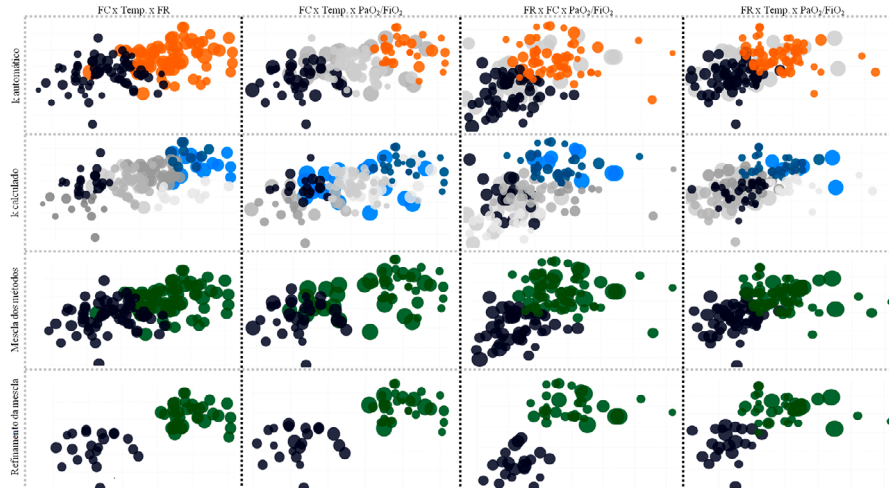 FC x Temp. x FR
FC x Temp. x PaO₂/FiO₂
FR x FC x PaO₂/FiO₂
FR x Temp. x PaO₂/FiO₂
k automático
k calculado
Mescla dos métodos
Refinamento da mescla